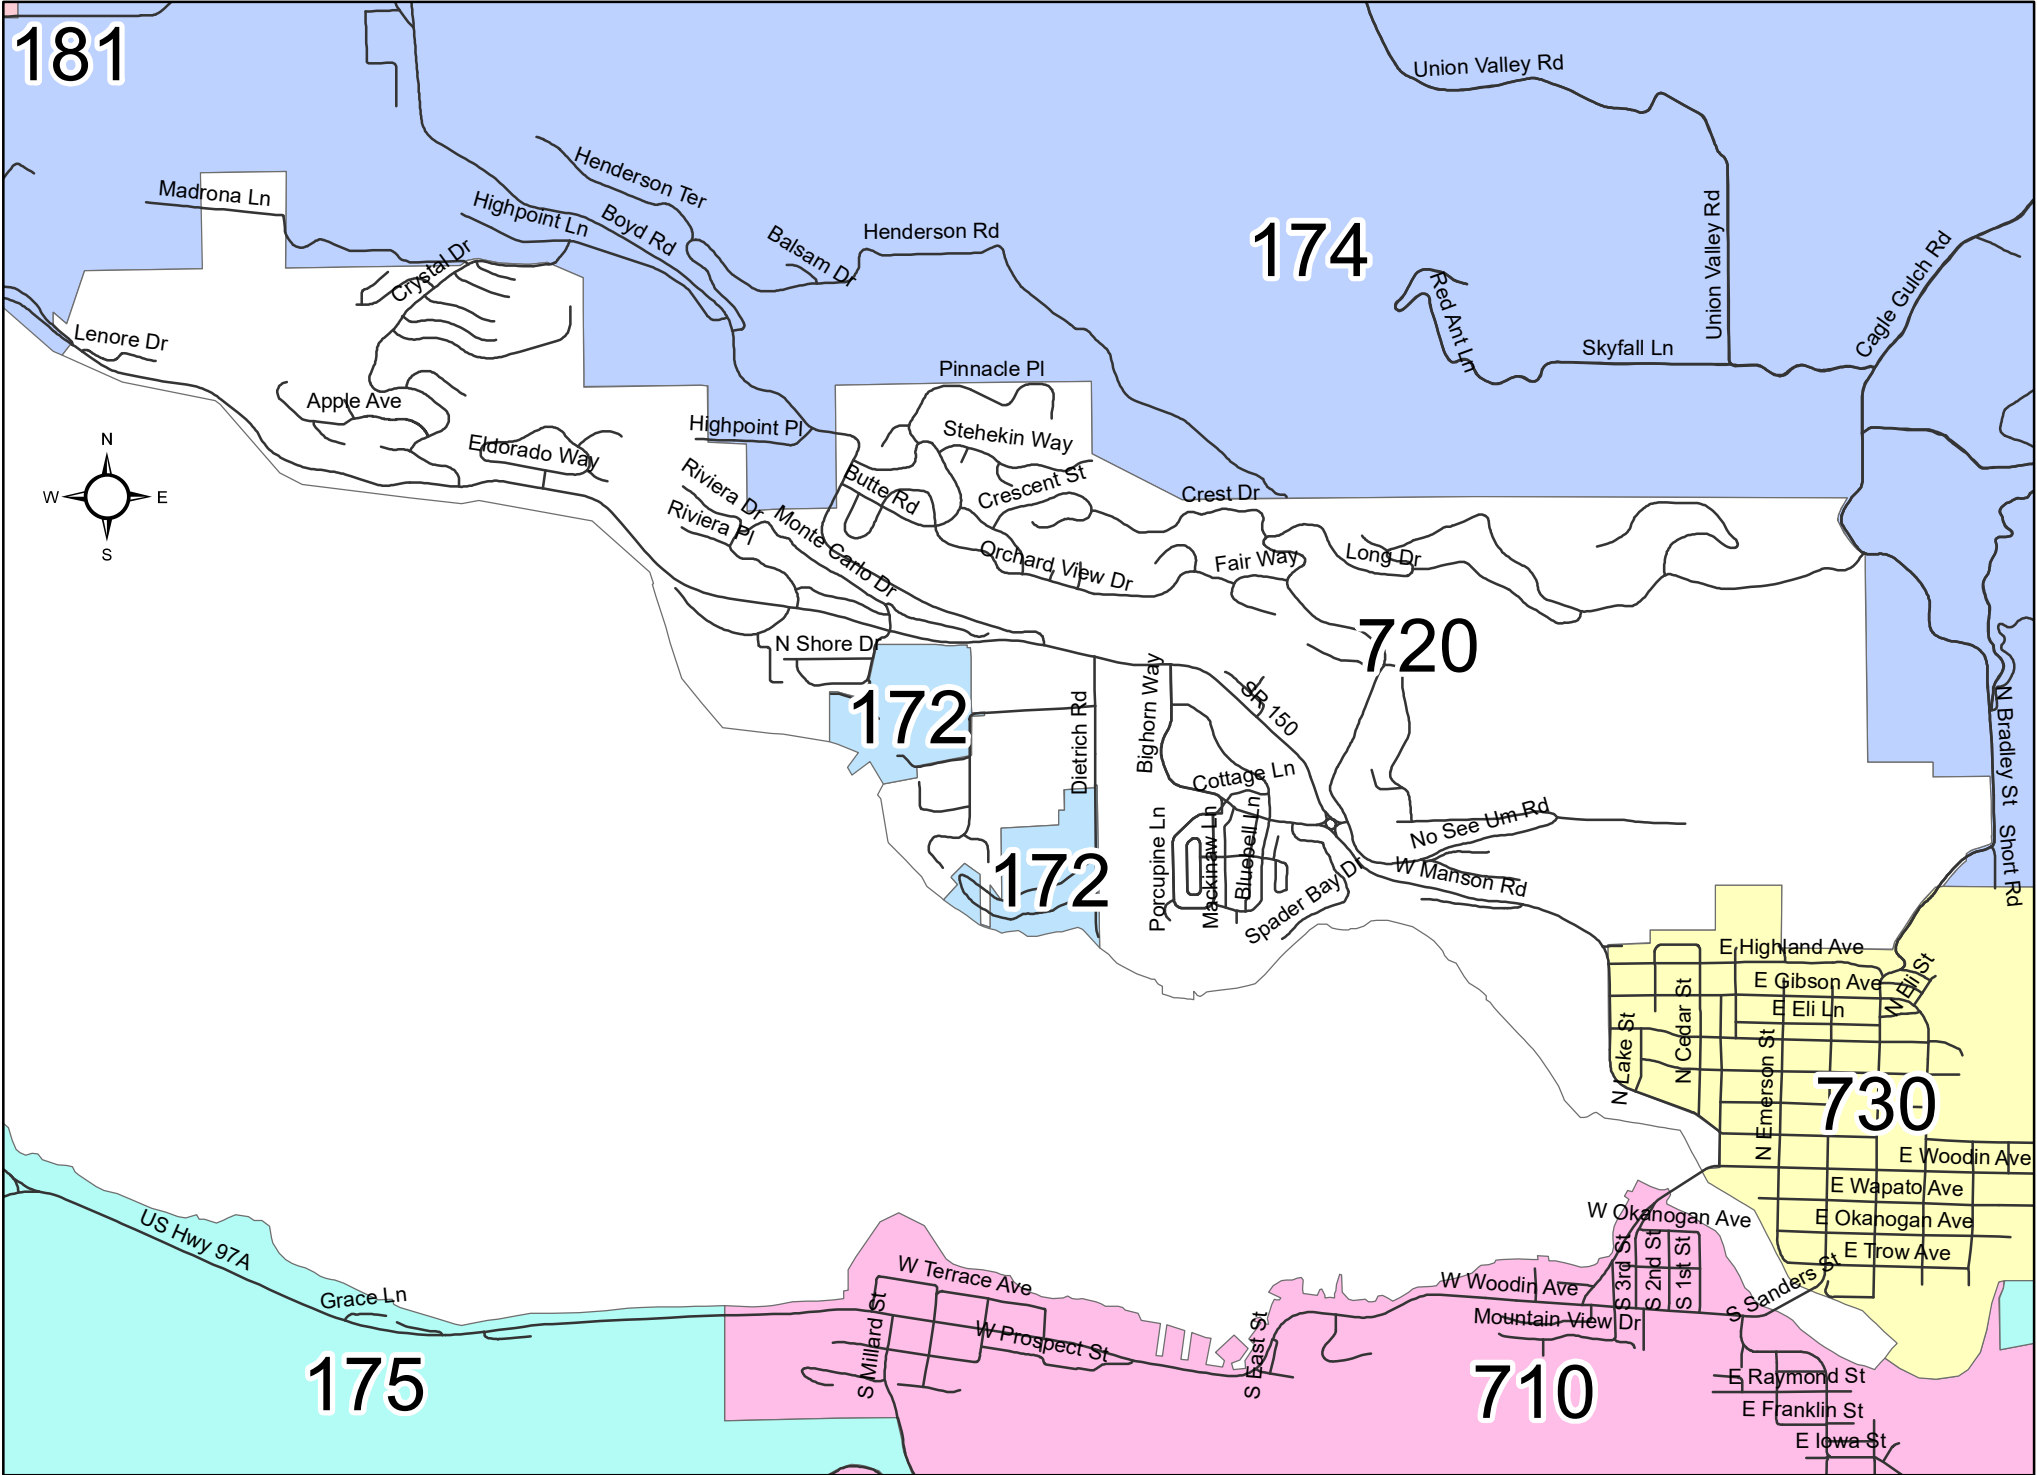 181
Union Valley Rd
Madrona Ln
Henderson Ter
Highpoint Ln
Boyd Rd
Balsam Dr
Henderson Rd
174
Union Valley Rd
Cagle Gulch Rd
Crystal Dr
Red Ant Ln
Lenore Dr
Skyfall Ln
Pinnacle Pl
Apple Ave
Highpoint Pl
Stehekin Way
Eldorado Way
N
W
E
S
Riviera Dr
Butte Rd
Crescent St
Crest Dr
Riviera Pl
Monte Carlo Dr
Orchard View Dr
Fair Way
Long Dr
N Shore Dr
720
172
Dietrich Rd
Bighorn Way
SR 150
N Bradley St
Cottage Ln
No See Um Rd
Short Rd
172
Porcupine Ln
Mackinaw Ln
Bluebell Ln
Spader Bay Dr
W Manson Rd
E Highland Ave
E Gibson Ave
W Eli St
E Eli Ln
N Lake St
N Cedar St
N Emerson St
730
E Woodin Ave
E Wapato Ave
W Okanogan Ave
E Okanogan Ave
E Trow Ave
US Hwy 97A
Grace Ln
W Terrace Ave
W Woodin Ave
S 3rd St
S 2nd St
S 1st St
S Sanders St
Mountain View Dr
S Millard St
W Prospect St
S East St
175
710
E Raymond St
E Franklin St
E Iowa St